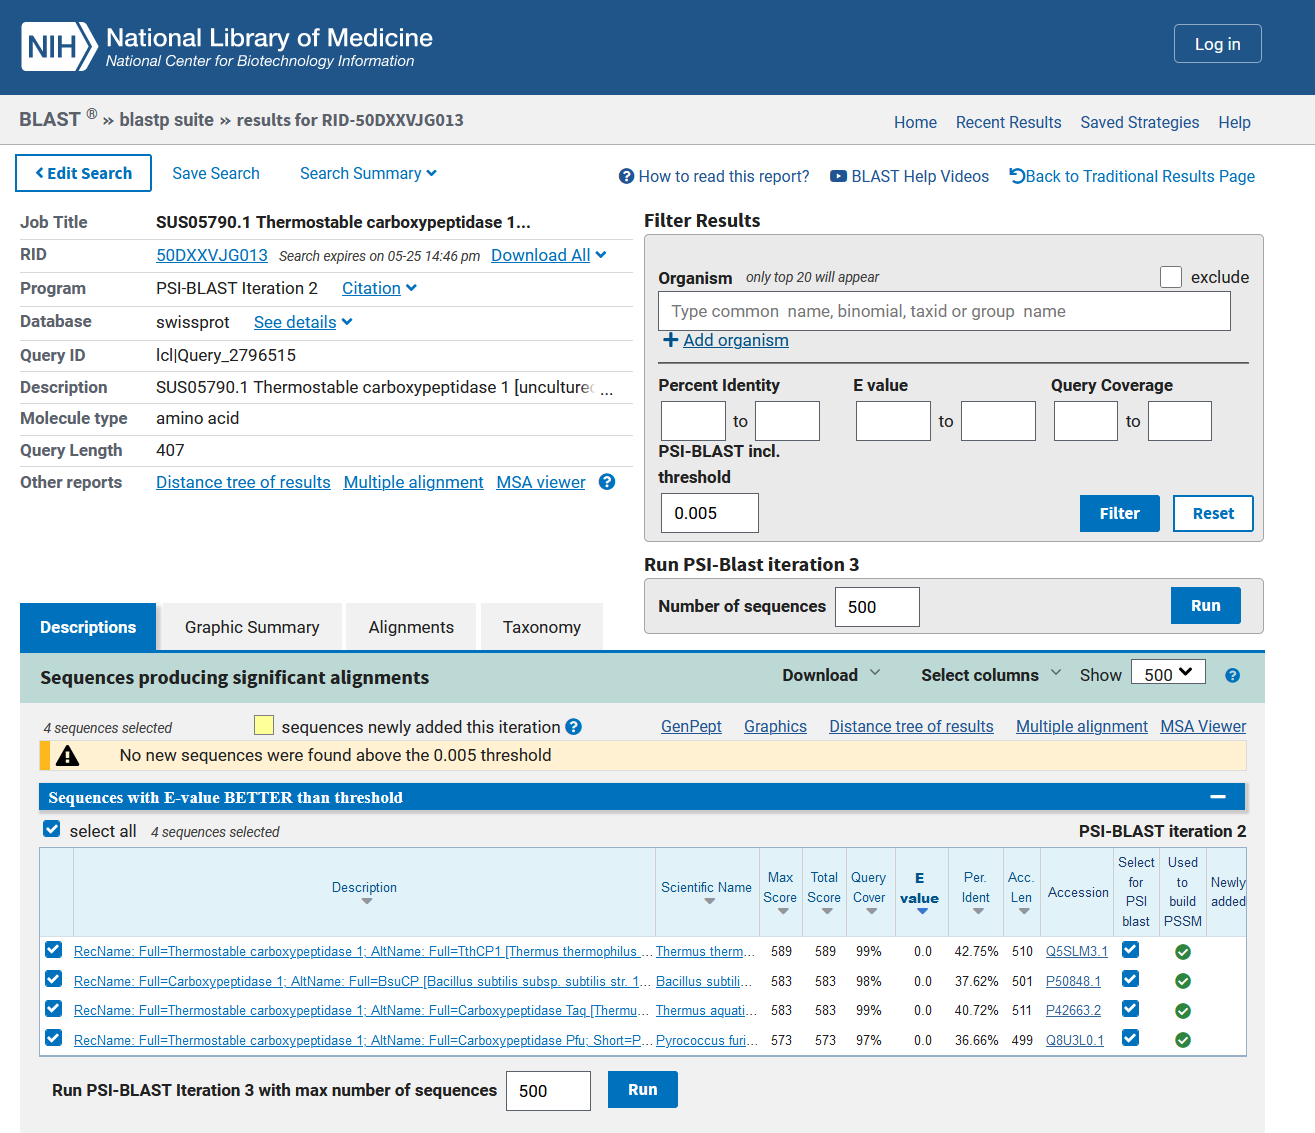 NIH National Library of Medicine
National Center for Biotechnology Information
Log in
BLAST ® » blastp suite » results for RID-50DXXVJG013
Home Recent Results Saved Strategies Help
Edit Search Save Search Search Summary
How to read this report? BLAST Help Videos Back to Traditional Results Page
Job Title SUS05790.1 Thermostable carboxypeptidase 1...
RID 50DXXVJG013 Search expires on 05-25 14:46 pm Download All
Program PSI-BLAST Iteration 2 Citation
Database swissprot See details
Query ID lcl|Query_2796515
Description SUS05790.1 Thermostable carboxypeptidase 1 [uncultured ...
Molecule type amino acid
Query Length 407
Other reports Distance tree of results Multiple alignment MSA viewer ?
Filter Results
Organism only top 20 will appear exclude
Type common name, binomial, taxid or group name
+ Add organism
Percent Identity E value Query Coverage
to to to
PSI-BLAST incl.
threshold
0.005
Filter Reset
Run PSI-Blast iteration 3
Number of sequences 500 Run
Descriptions Graphic Summary Alignments Taxonomy
Sequences producing significant alignments Download Select columns Show 500 ?
4 sequences selected sequences newly added this iteration ? GenPept Graphics Distance tree of results Multiple alignment MSA Viewer
No new sequences were found above the 0.005 threshold
Sequences with E-value BETTER than threshold
select all 4 sequences selected PSI-BLAST iteration 2
Description Scientific Name Max Score Total Score Query Cover E value Per. Ident Acc. Len Accession Select for PSI blast Used to build PSSM Newly added
RecName: Full=Thermostable carboxypeptidase 1; AltName: Full=TthCP1 [Thermus thermophilus ... Thermus therm... 589 589 99% 0.0 42.75% 510 Q5SLM3.1
RecName: Full=Carboxypeptidase 1; AltName: Full=BsuCP [Bacillus subtilis subsp. subtilis str. 1... Bacillus subtili... 583 583 98% 0.0 37.62% 501 P50848.1
RecName: Full=Thermostable carboxypeptidase 1; AltName: Full=Carboxypeptidase Taq [Thermu... Thermus aquati... 583 583 99% 0.0 40.72% 511 P42663.2
RecName: Full=Thermostable carboxypeptidase 1; AltName: Full=Carboxypeptidase Pfu; Short=P... Pyrococcus furi... 573 573 97% 0.0 36.66% 499 Q8U3L0.1
Run PSI-BLAST Iteration 3 with max number of sequences 500 Run